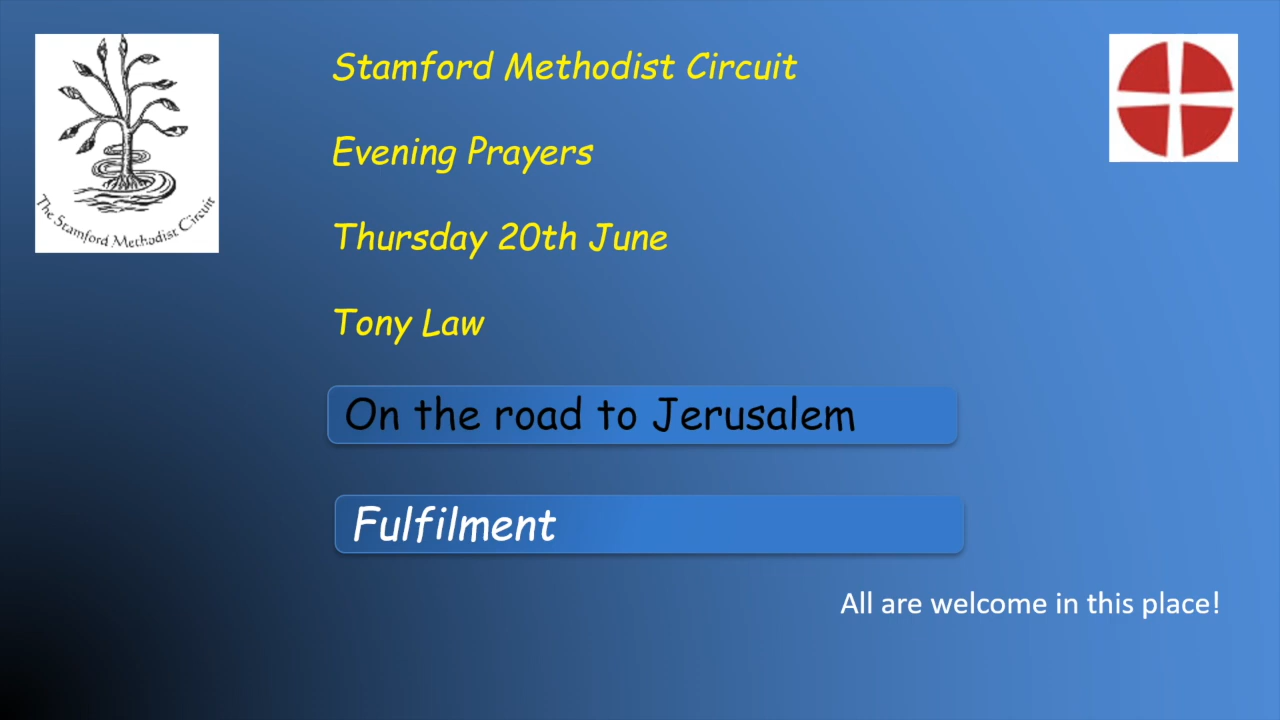 Stamford Methodist Circuit
Evening Prayers
Thursday 20th June
Tony Law
On the road to Jerusalem
Fulfilment
All are welcome in this place!
The Stamford Methodist Circuit